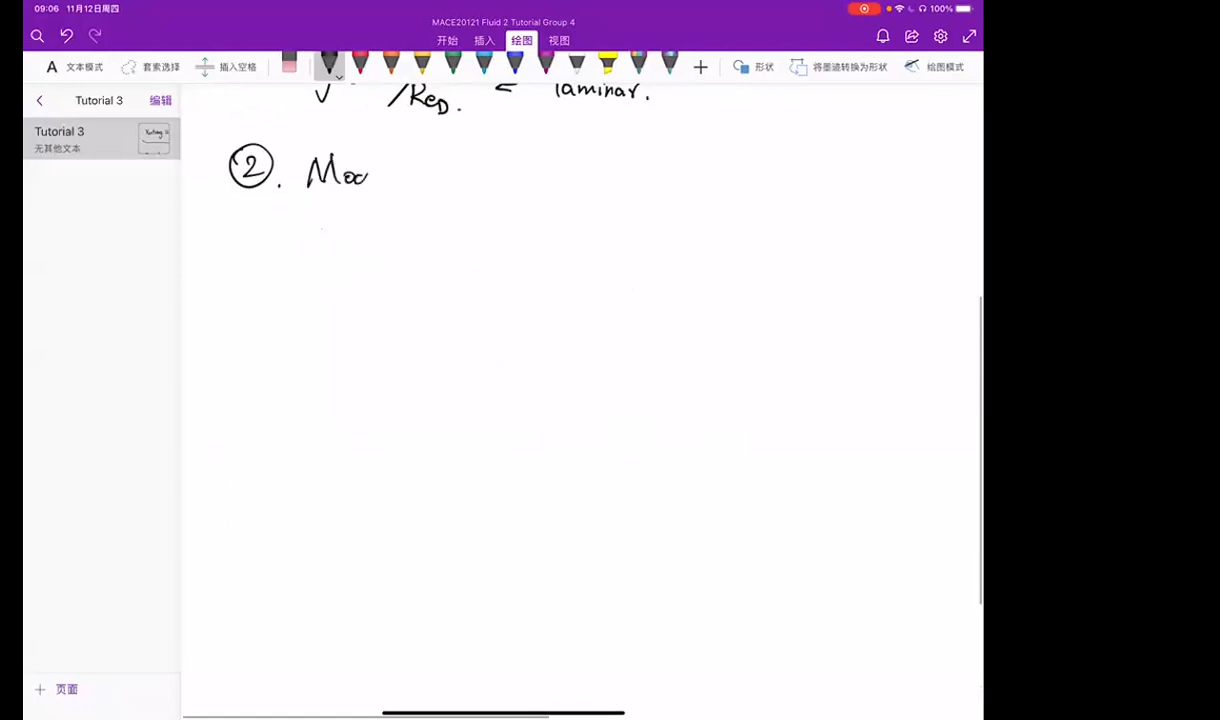 09:06 11月12日周四 100%
MACE20121 Fluid 2 Tutorial Group 4
开始 插入 绘图 视图
A 文本模式 套索选择 插入空格 形状 将墨迹转换为形状 绘图模式
Tutorial 3 编辑
Tutorial 3
无其他文本
/ReD. laminar.
②. Moo
页面